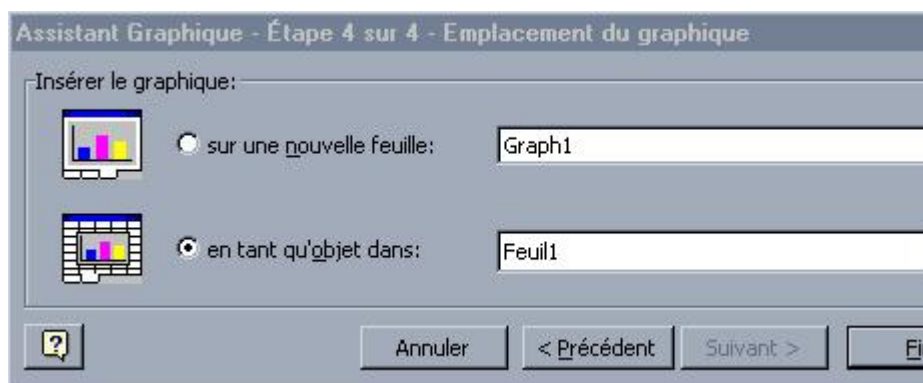 Assistant Graphique - Étape 4 sur 4 - Emplacement du graphique
Insérer le graphique:
sur une nouvelle feuille: Graph1
en tant qu'objet dans: Feuil1
? Annuler < Précédent Suivant > Fi